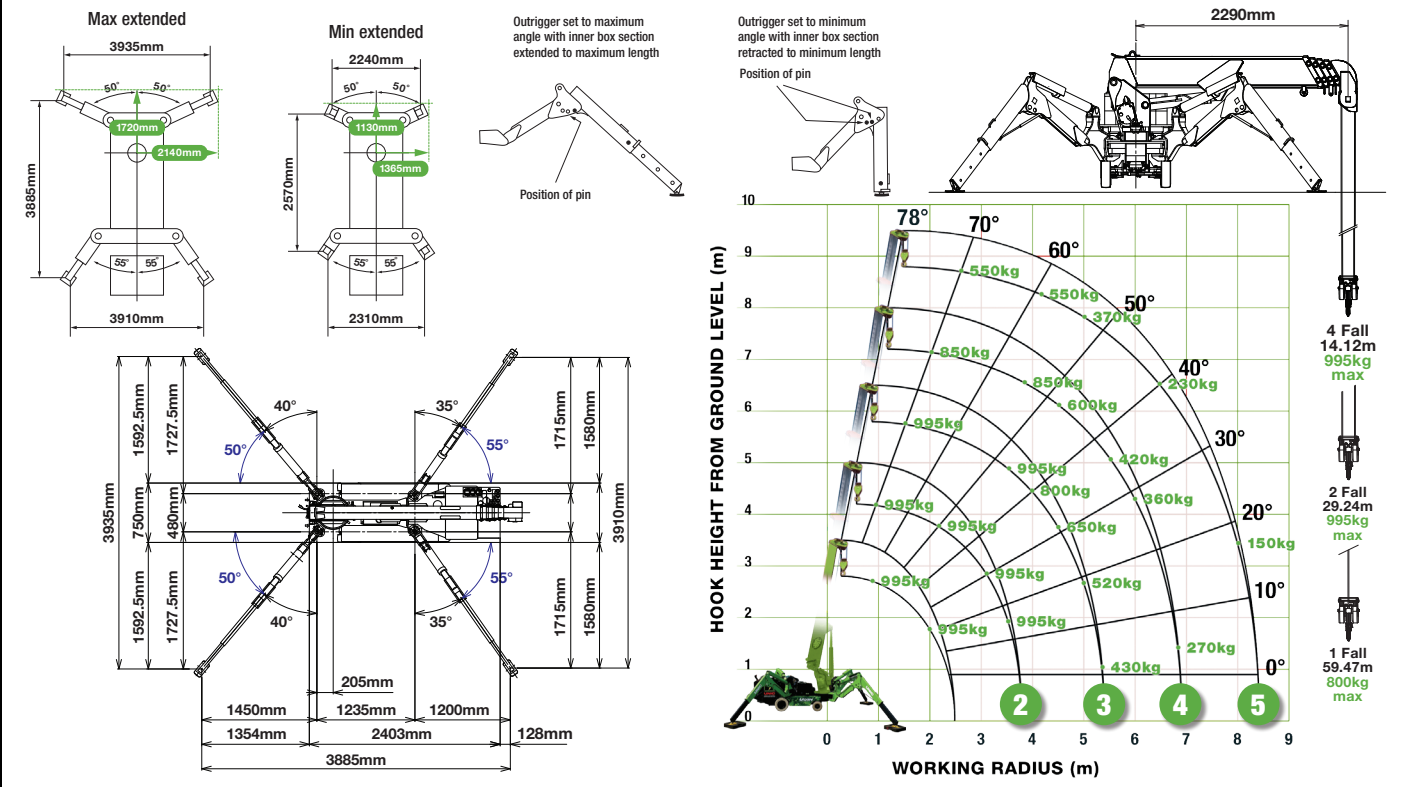 Max extended
3935mm
50°
50°
1720mm
2140mm
3885mm
55°
55°
3910mm
Min extended
2240mm
50°
50°
1130mm
1365mm
2570mm
55°
55°
2310mm
Outrigger set to maximum
angle with inner box section
extended to maximum length
Position of pin
Outrigger set to minimum
angle with inner box section
retracted to minimum length
Position of pin
2290mm
3935mm
1592.5mm
750mm
1592.5mm
1727.5mm
480mm
1727.5mm
40°
50°
50°
40°
35°
55°
55°
35°
1715mm
1715mm
1580mm
1580mm
3910mm
205mm
1450mm
1235mm
1200mm
1354mm
2403mm
128mm
3885mm
HOOK HEIGHT FROM GROUND LEVEL (m)
10
9
8
7
6
5
4
3
2
1
0
78°
70°
60°
50°
40°
30°
20°
10°
0°
550kg
550kg
370kg
230kg
150kg
850kg
850kg
600kg
420kg
360kg
270kg
995kg
995kg
800kg
650kg
520kg
430kg
995kg
995kg
995kg
995kg
995kg
995kg
2
3
4
5
0
1
2
3
4
5
6
7
8
9
WORKING RADIUS (m)
4 Fall
14.12m
995kg
max
2 Fall
29.24m
995kg
max
1 Fall
59.47m
800kg
max